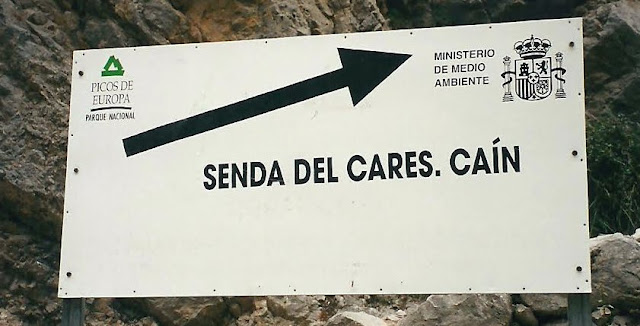 PICOS DE
EUROPA
PARQUE NACIONAL
MINISTERIO
DE MEDIO
AMBIENTE
SENDA DEL CARES. CAÍN